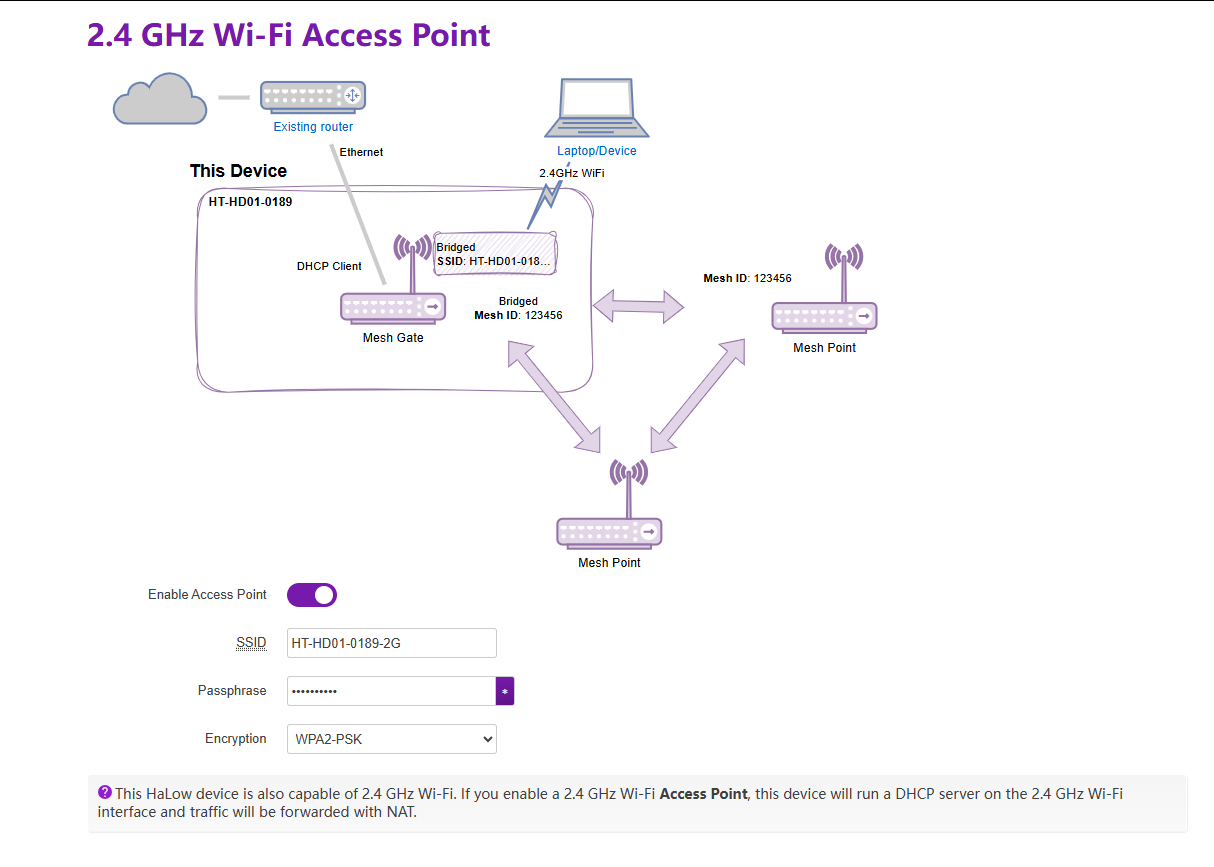 2.4 GHz Wi-Fi Access Point
Existing router
Laptop/Device
Ethernet
2.4GHz WiFi
This Device
HT-HD01-0189
Bridged
SSID: HT-HD01-018...
DHCP Client
Mesh ID: 123456
Bridged
Mesh ID: 123456
Mesh Gate
Mesh Point
Mesh Point
Enable Access Point
SSID
HT-HD01-0189-2G
Passphrase
••••••••••
*
Encryption
WPA2-PSK
? This HaLow device is also capable of 2.4 GHz Wi-Fi. If you enable a 2.4 GHz Wi-Fi Access Point, this device will run a DHCP server on the 2.4 GHz Wi-Fi
interface and traffic will be forwarded with NAT.